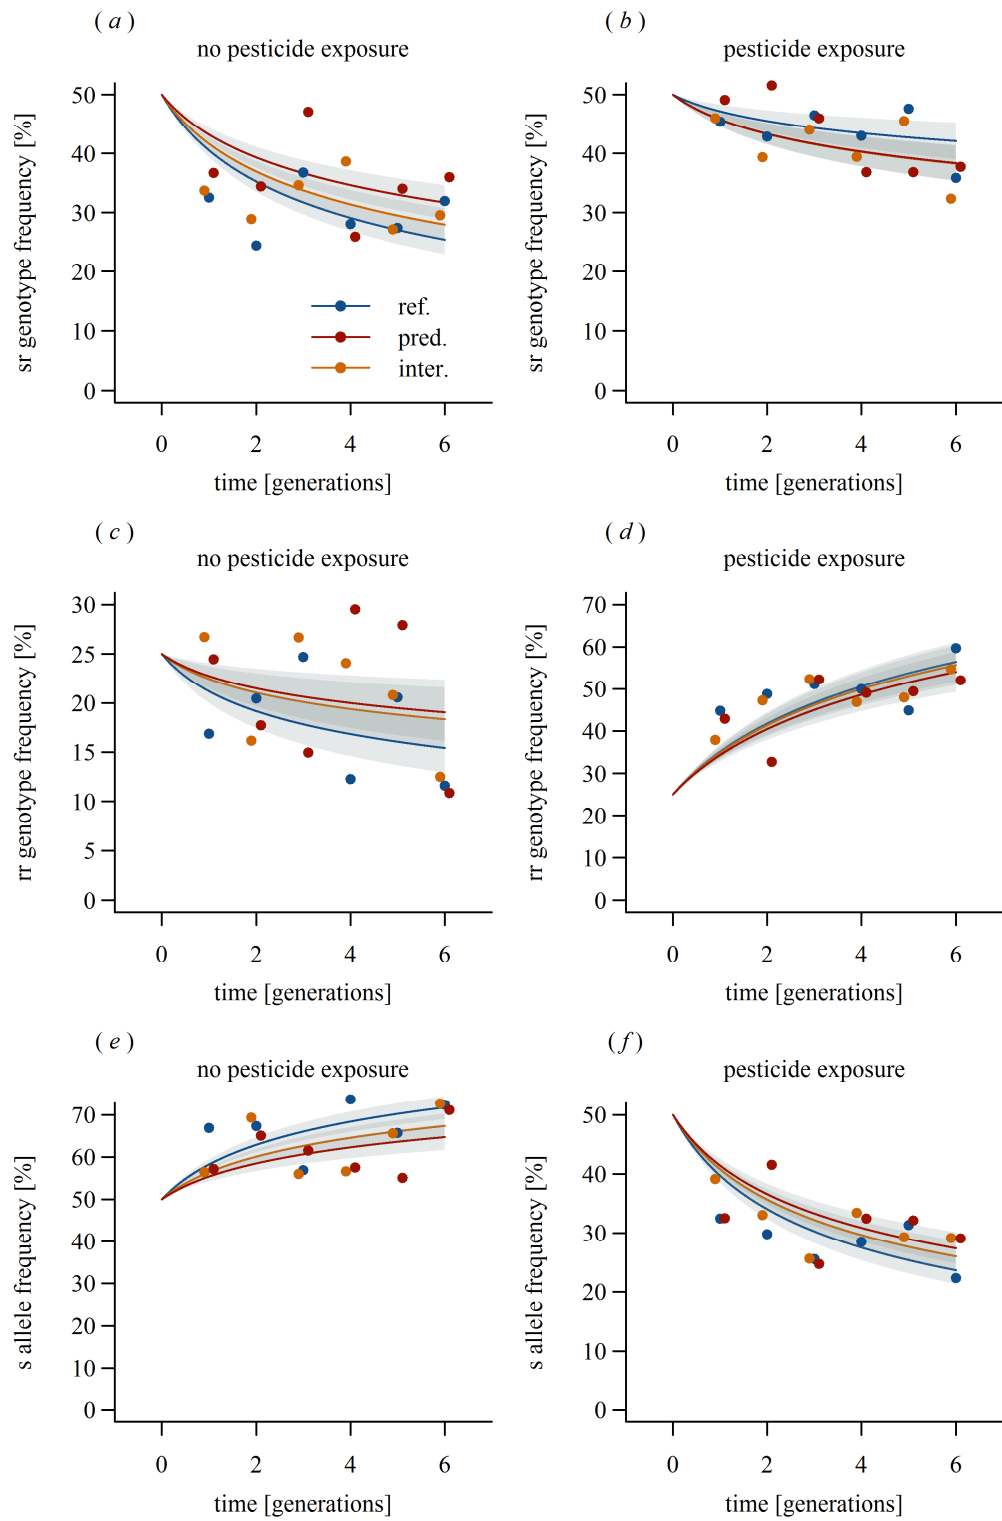 ( a )
no pesticide exposure
sr genotype frequency [%]
50
40
30
20
10
0
ref.
pred.
inter.
0 2 4 6
time [generations]
( b )
pesticide exposure
sr genotype frequency [%]
50
40
30
20
10
0
0 2 4 6
time [generations]
( c )
no pesticide exposure
rr genotype frequency [%]
30
25
20
15
10
5
0
0 2 4 6
time [generations]
( d )
pesticide exposure
rr genotype frequency [%]
70
60
50
40
30
20
10
0
0 2 4 6
time [generations]
( e )
no pesticide exposure
s allele frequency [%]
70
60
50
40
30
20
10
0
0 2 4 6
time [generations]
( f )
pesticide exposure
s allele frequency [%]
50
40
30
20
10
0
0 2 4 6
time [generations]